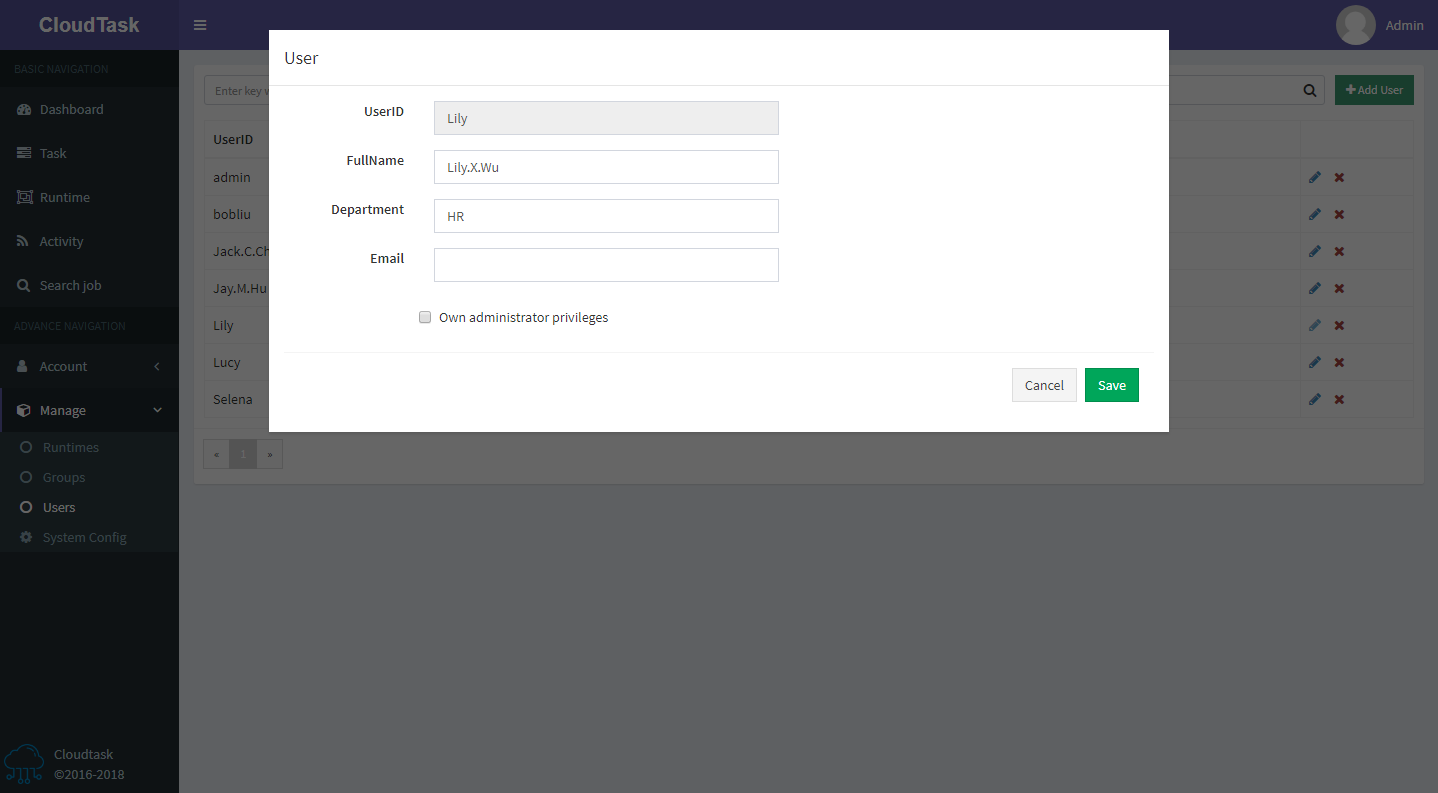 CloudTask
Admin
BASIC NAVIGATION
Dashboard
Task
Runtime
Activity
Search job
ADVANCE NAVIGATION
Account
Manage
Runtimes
Groups
Users
System Config
Cloudtask
©2016-2018
Enter key
Add User
UserID
admin
bobliu
Jack.C.Ch
Jay.M.Hu
Lily
Lucy
Selena
« 1 »
User
UserID Lily
FullName Lily.X.Wu
Department HR
Email
Own administrator privileges
Cancel Save